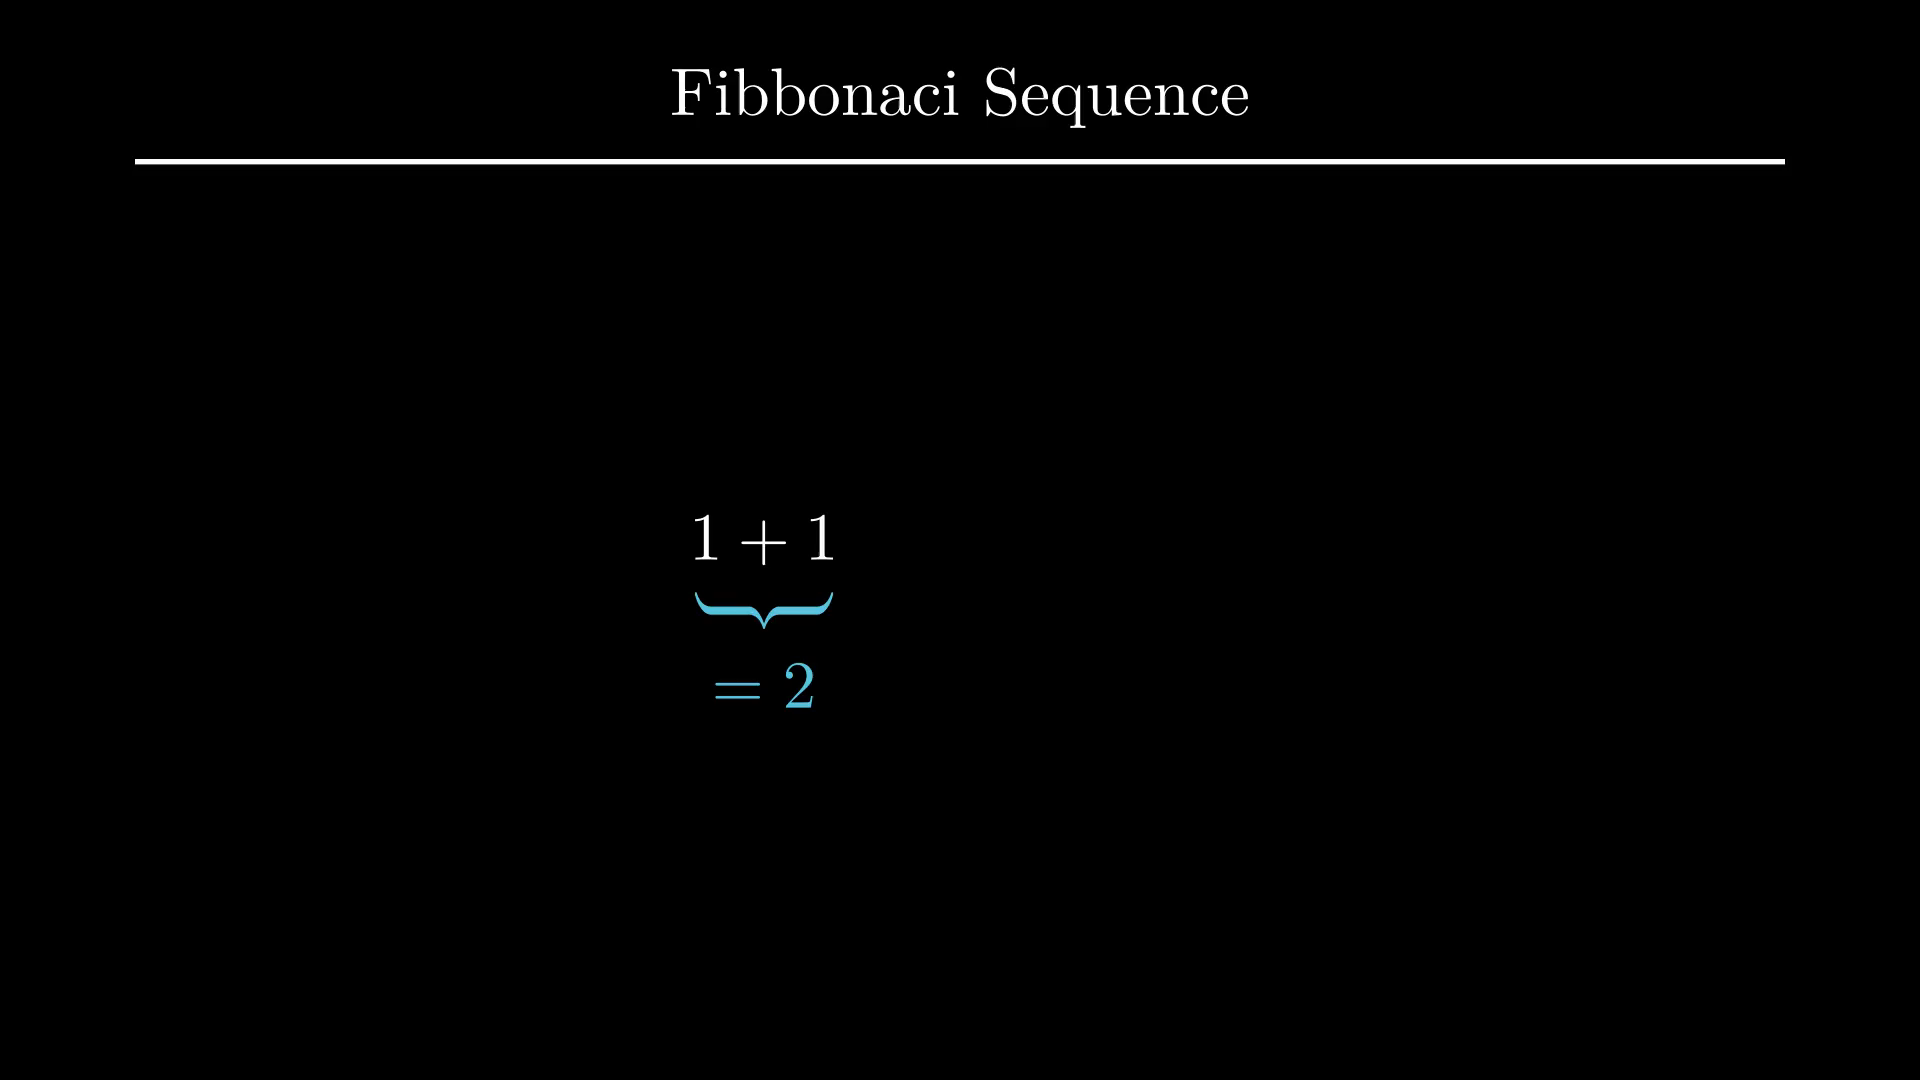 Fibbonaci Sequence
1 + 1
= 2